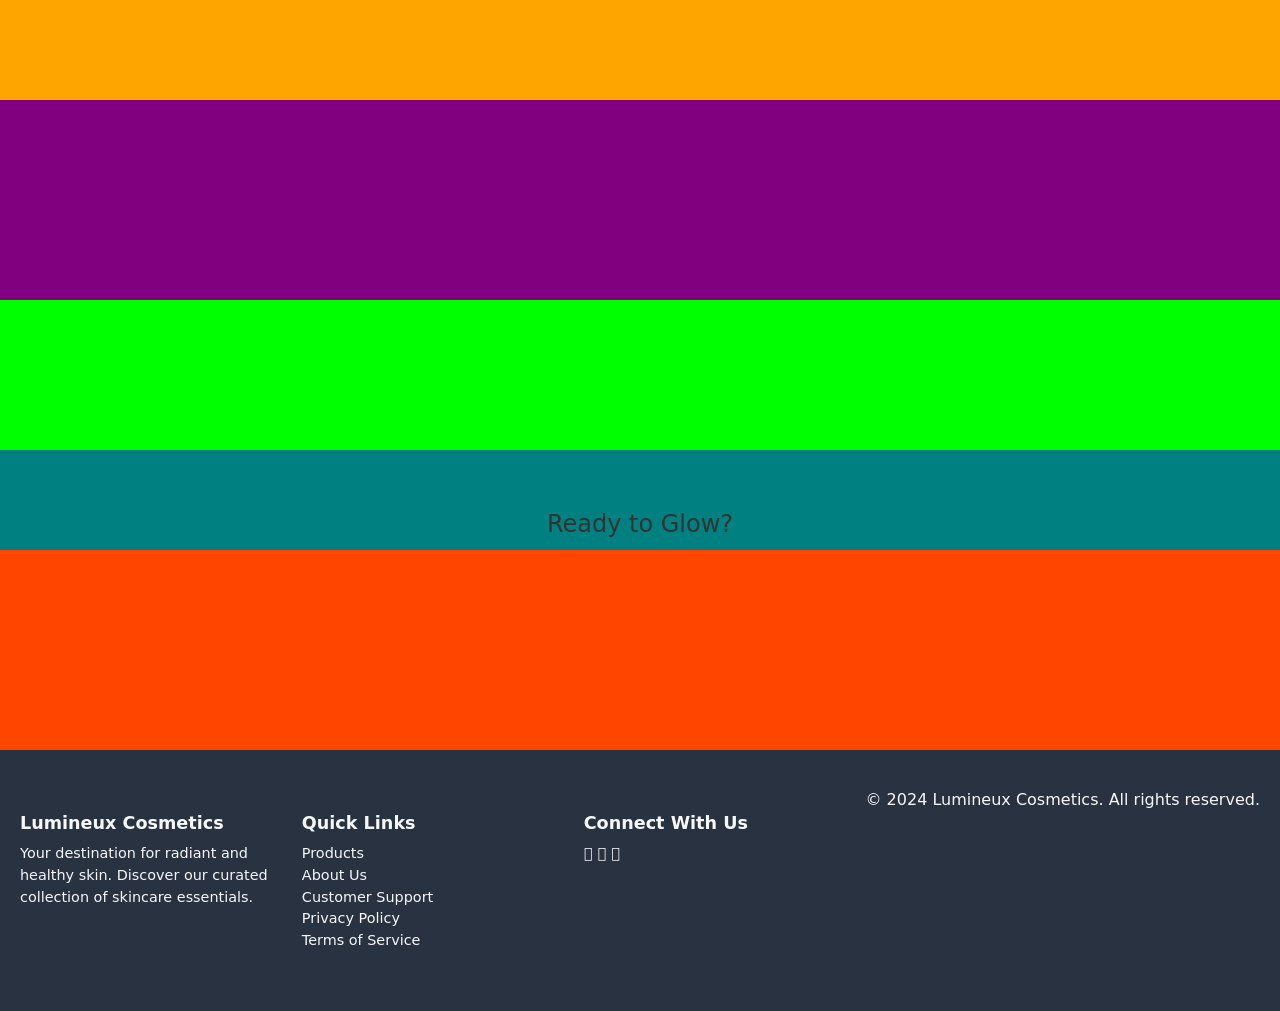 Ready to Glow?
© 2024 Lumineux Cosmetics. All rights reserved.
Lumineux Cosmetics
Your destination for radiant and
healthy skin. Discover our curated
collection of skincare essentials.
Quick Links
Products
About Us
Customer Support
Privacy Policy
Terms of Service
Connect With Us